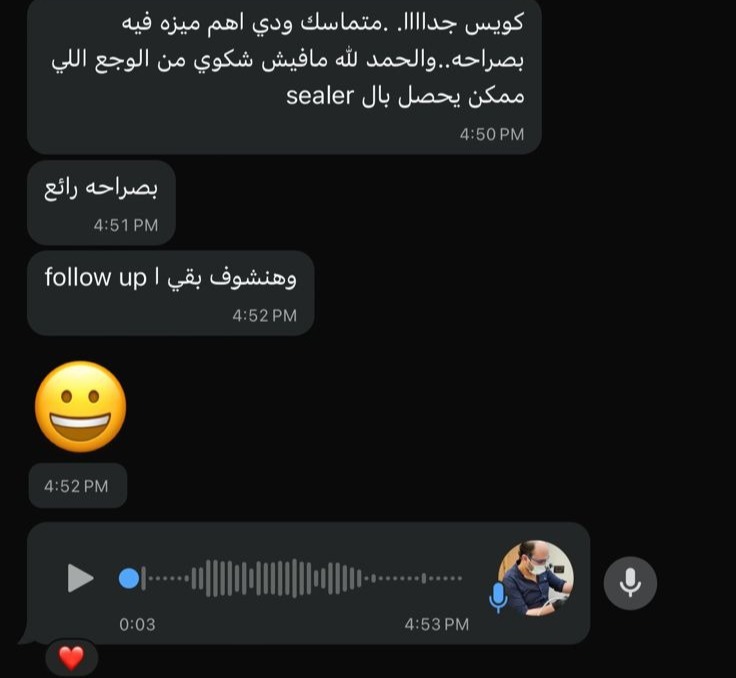 كويس جداااا. .متماسك ودي اهم ميزه فيه
بصراحه..والحمد لله مافيش شكوي من الوجع اللي
ممكن يحصل بال sealer
4:50 PM
بصراحه رائع
4:51 PM
وهنشوف بقي ا follow up
4:52 PM
4:52 PM
0:03 4:53 PM